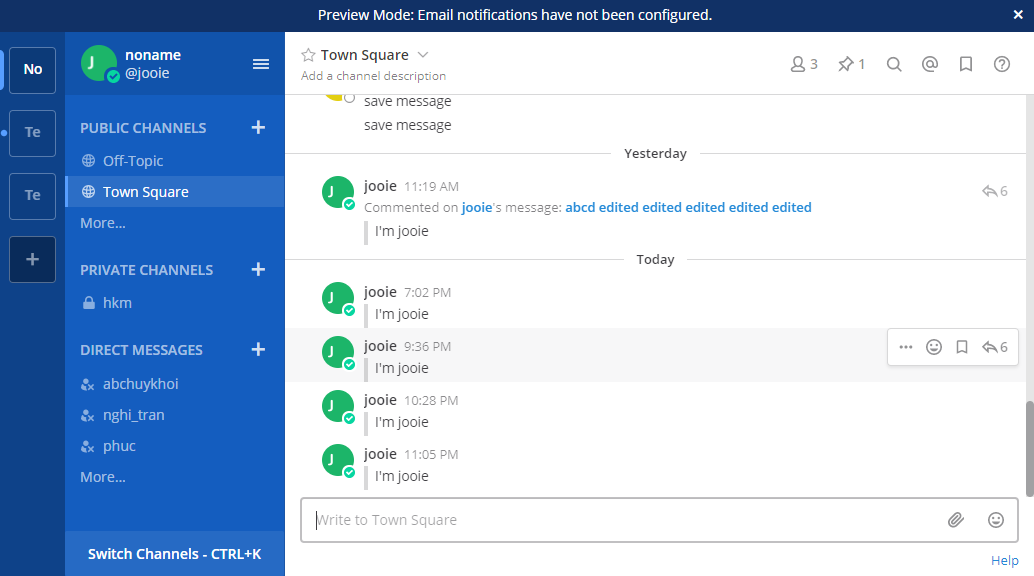 Preview Mode: Email notifications have not been configured.
No
Te
Te
J
noname
@jooie
PUBLIC CHANNELS
Off-Topic
Town Square
More...
PRIVATE CHANNELS
hkm
DIRECT MESSAGES
abchuykhoi
nghi_tran
phuc
More...
Switch Channels - CTRL+K
Town Square
Add a channel description
3
1
save message
save message
Yesterday
J
jooie 11:19 AM
6
Commented on jooie's message: abcd edited edited edited edited edited
I'm jooie
Today
J
jooie 7:02 PM
I'm jooie
J
jooie 9:36 PM
6
I'm jooie
J
jooie 10:28 PM
I'm jooie
J
jooie 11:05 PM
I'm jooie
Write to Town Square
Help